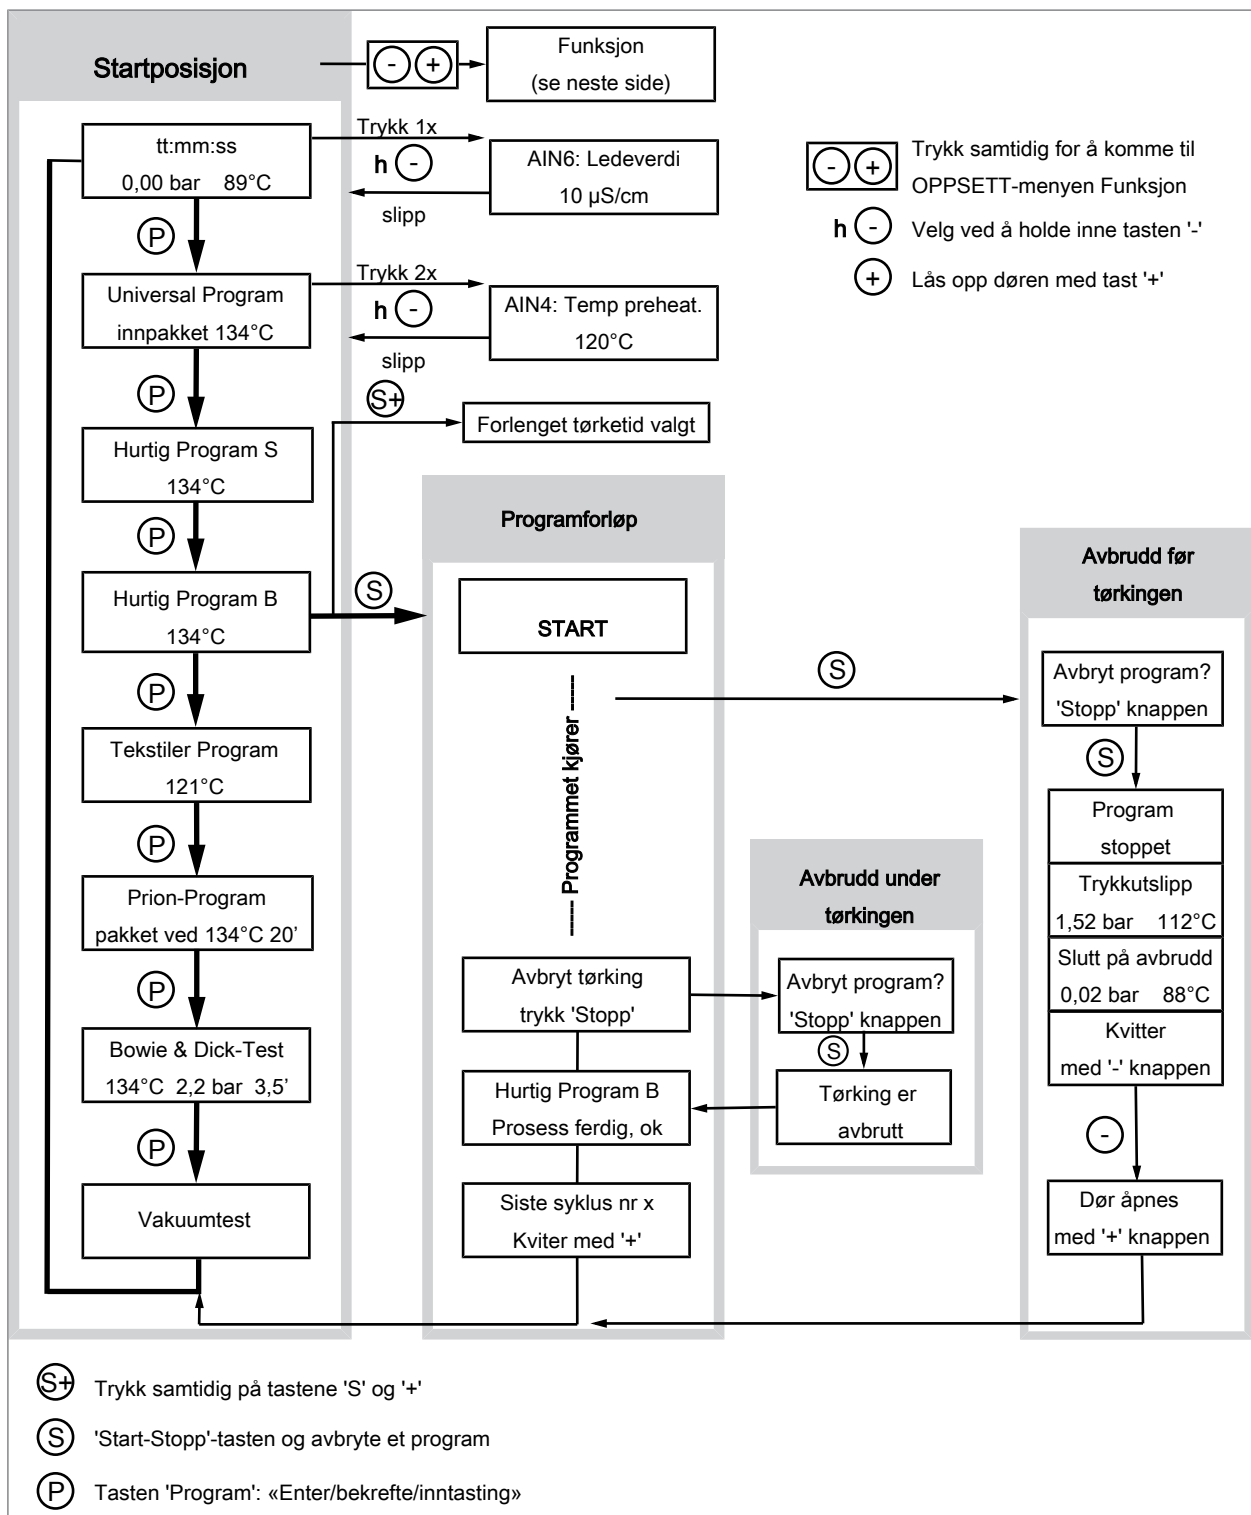 Startposisjon
- +
Funksjon
(se neste side)
tt:mm:ss
0,00 bar 89°C
Trykk 1x
h -
slipp
AIN6: Ledeverdi
10 µS/cm
P
Universal Program
innpakket 134°C
Trykk 2x
h -
slipp
AIN4: Temp preheat.
120°C
- +
Trykk samtidig for å komme til
OPPSETT-menyen Funksjon
h -
Velg ved å holde inne tasten '-'
+
Lås opp døren med tast '+'
P
Hurtig Program S
134°C
S+
Forlenget tørketid valgt
P
Hurtig Program B
134°C
S
P
Tekstiler Program
121°C
P
Prion-Program
pakket ved 134°C 20’
P
Bowie & Dick-Test
134°C 2,2 bar 3,5’
P
Vakuumtest
Programforløp
START
----- Programmet kjører -----
Avbryt tørking
trykk 'Stopp'
Hurtig Program B
Prosess ferdig, ok
Siste syklus nr x
Kviter med '+'
Avbrudd under
tørkingen
Avbryt program?
'Stopp' knappen
S
Tørking er
avbrutt
S
Avbrudd før
tørkingen
Avbryt program?
'Stopp' knappen
S
Program
stoppet
Trykkutslipp
1,52 bar 112°C
Slutt på avbrudd
0,02 bar 88°C
Kvitter
med '-' knappen
-
Dør åpnes
med '+' knappen
S+ Trykk samtidig på tastene 'S' og '+'
S 'Start-Stopp'-tasten og avbryte et program
P Tasten 'Program': «Enter/bekrefte/inntasting»